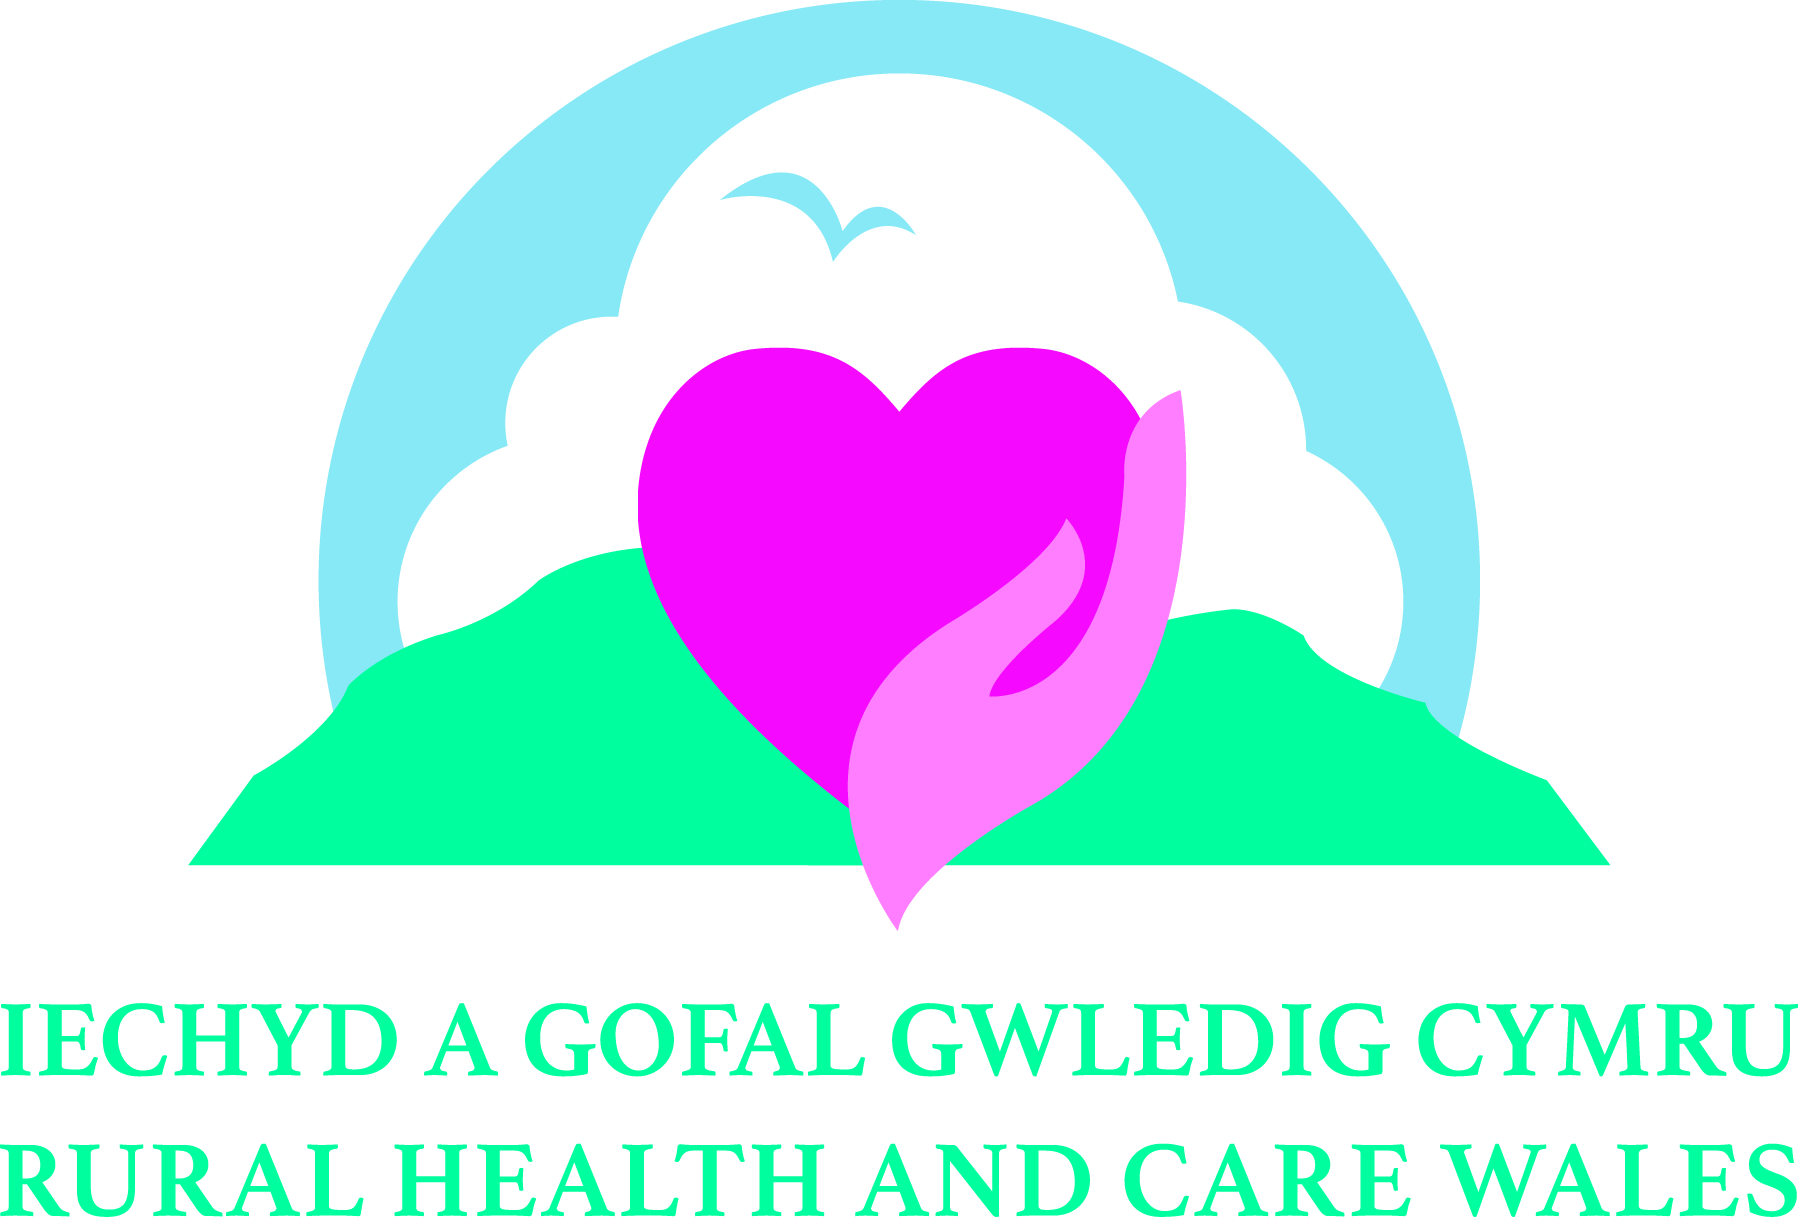 IECHYD A GOFAL GWLEDIG CYMRU
RURAL HEALTH AND CARE WALES